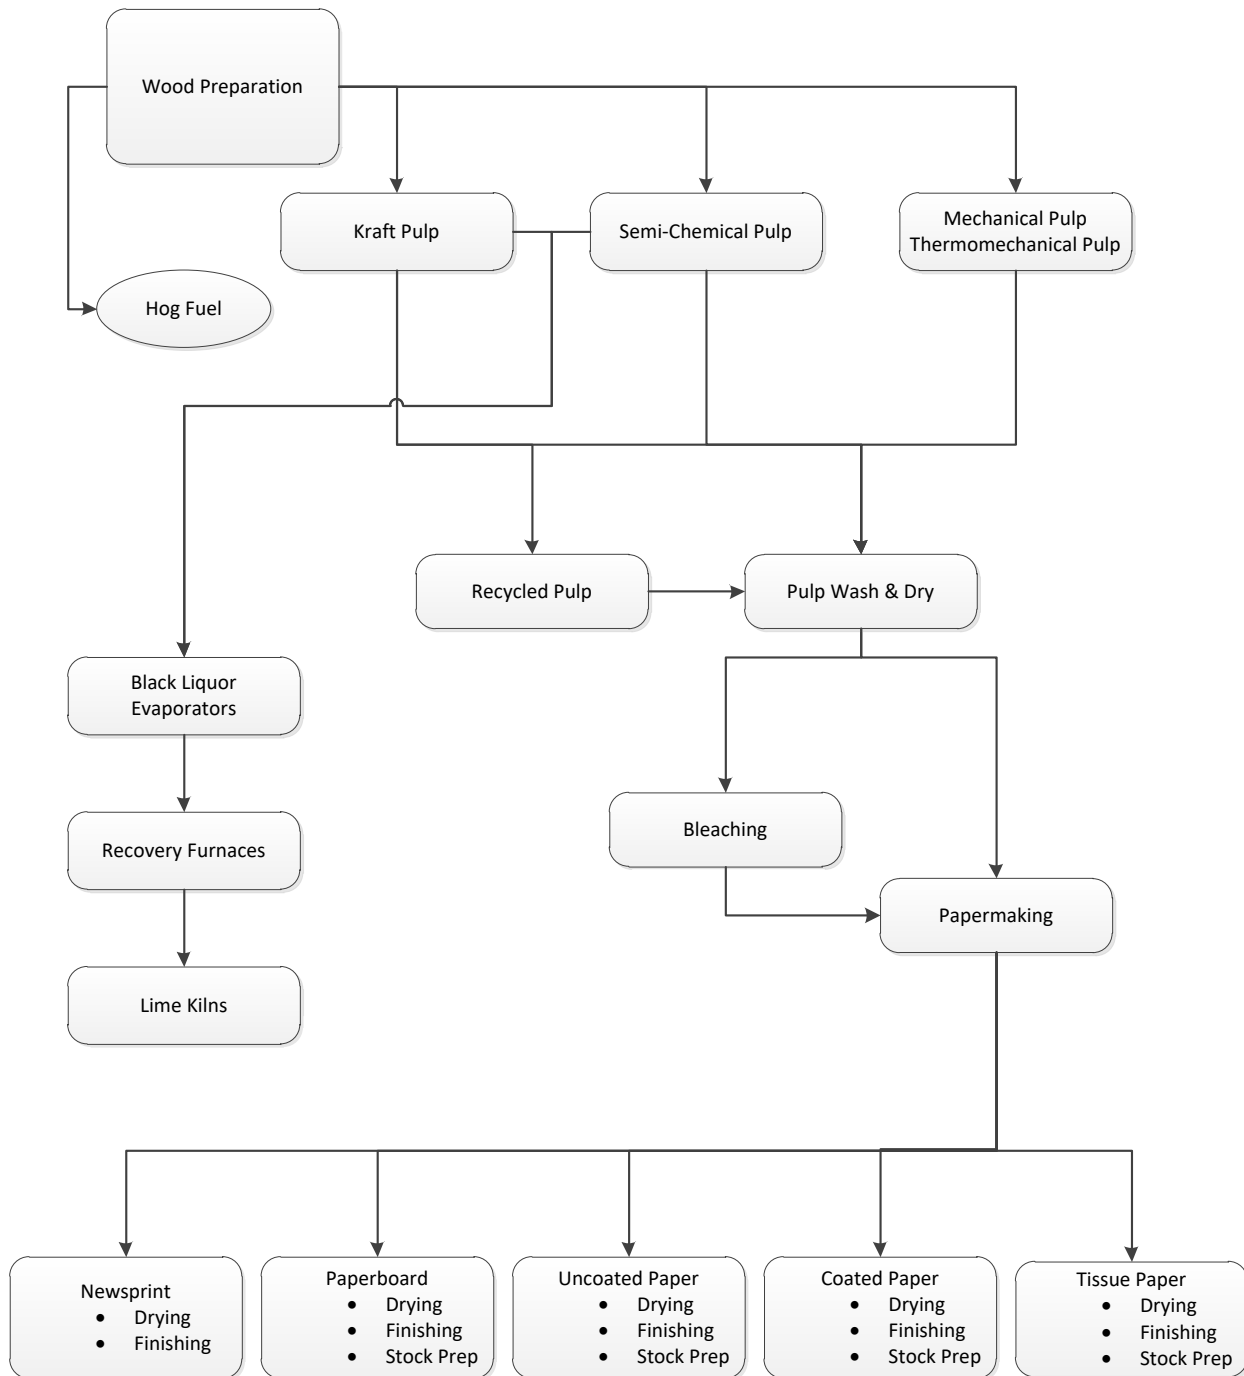 Wood Preparation
Kraft Pulp
Semi-Chemical Pulp
Mechanical Pulp
Thermomechanical Pulp
Hog Fuel
Recycled Pulp
Pulp Wash & Dry
Black Liquor
Evaporators
Bleaching
Recovery Furnaces
Papermaking
Lime Kilns
Newsprint
• Drying
• Finishing
Paperboard
• Drying
• Finishing
• Stock Prep
Uncoated Paper
• Drying
• Finishing
• Stock Prep
Coated Paper
• Drying
• Finishing
• Stock Prep
Tissue Paper
• Drying
• Finishing
• Stock Prep